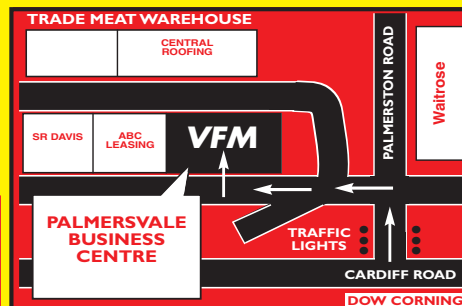 TRADE MEAT WAREHOUSE
CENTRAL
ROOFING
PALMERSTON ROAD
Waitrose
SR DAVIS
ABC
LEASING
VFM
PALMERSVALE
BUSINESS
CENTRE
TRAFFIC
LIGHTS
CARDIFF ROAD
DOW CORNING